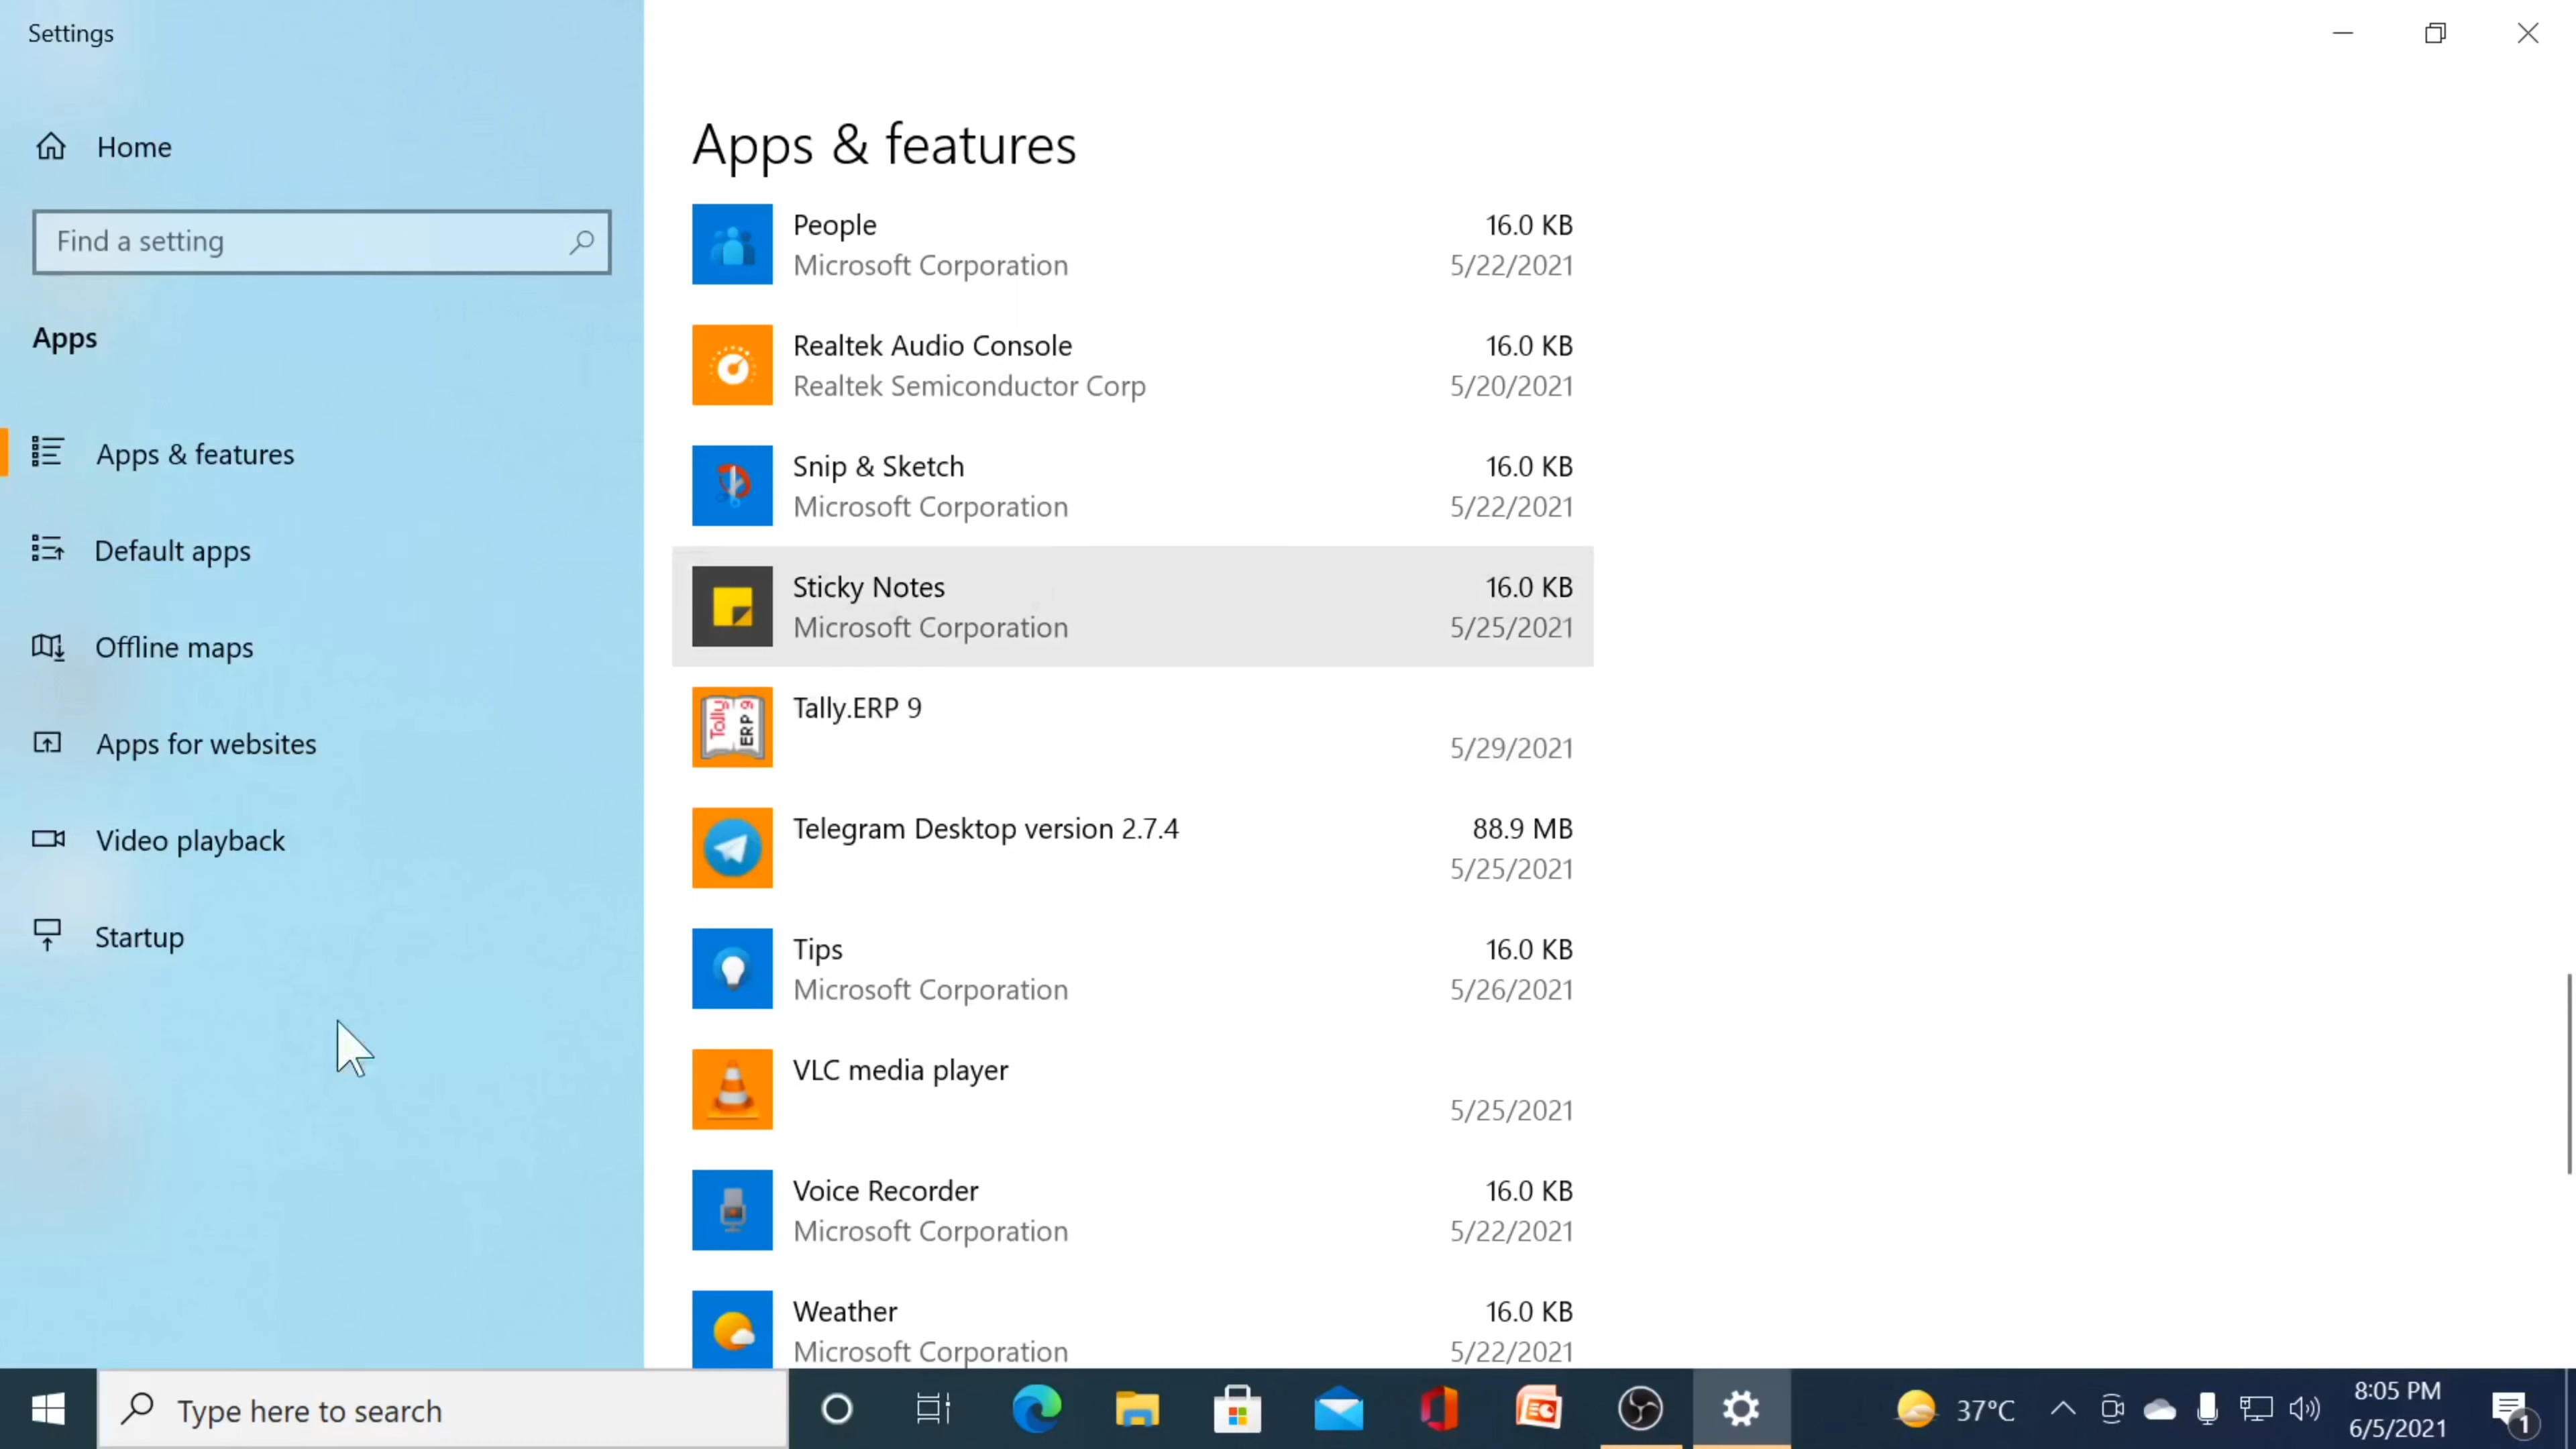 Settings
Home
Find a setting
Apps
Apps & features
Default apps
Offline maps
Apps for websites
Video playback
Startup
Apps & features
People 16.0 KB
Microsoft Corporation 5/22/2021
Realtek Audio Console 16.0 KB
Realtek Semiconductor Corp 5/20/2021
Snip & Sketch 16.0 KB
Microsoft Corporation 5/22/2021
Sticky Notes 16.0 KB
Microsoft Corporation 5/25/2021
Tally ERP 9
Tally.ERP 9
5/29/2021
Telegram Desktop version 2.7.4 88.9 MB
5/25/2021
Tips 16.0 KB
Microsoft Corporation 5/26/2021
VLC media player
5/25/2021
Voice Recorder 16.0 KB
Microsoft Corporation 5/22/2021
Weather 16.0 KB
Microsoft Corporation 5/22/2021
Type here to search
37°C
8:05 PM
6/5/2021
1